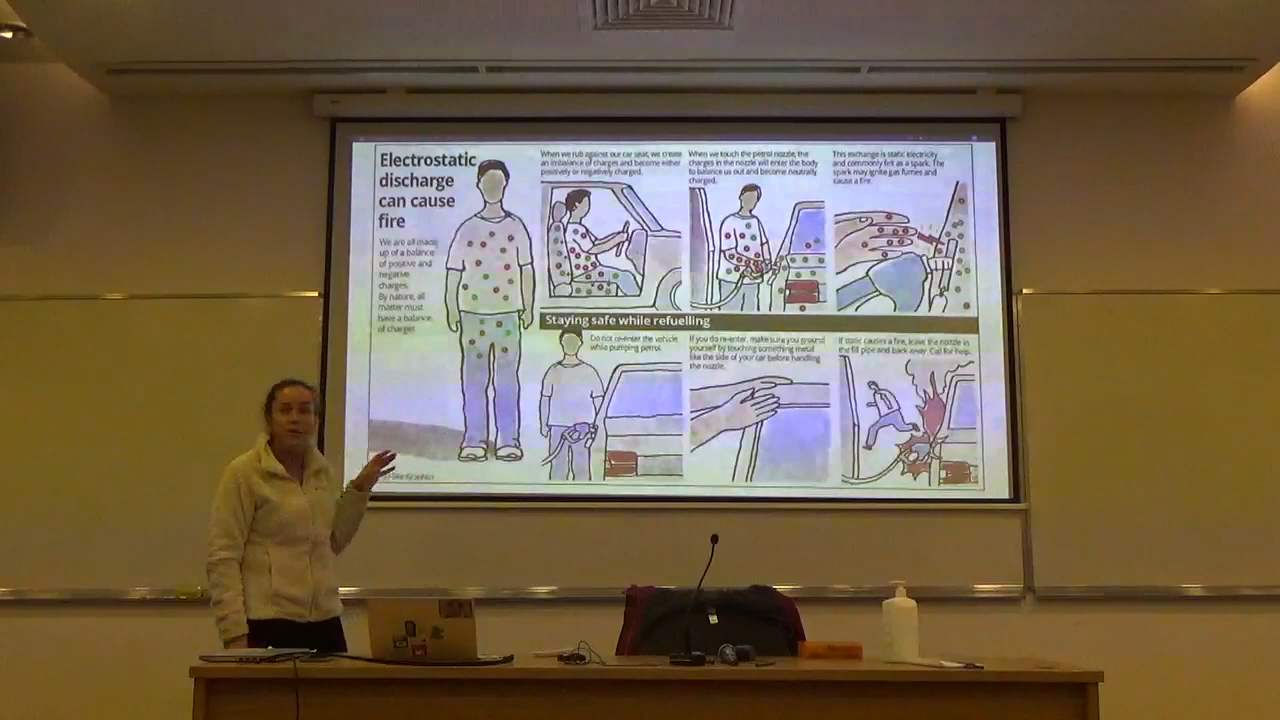 Electrostatic
discharge
can cause
fire
We are all made
up of a balance
of positive and
negative
charges.
By nature, all
matter must
have a balance
of charges
When we rub against our car seat, we create
an imbalance of charges and become either
positively or negatively charged.
When we touch the petrol nozzle, the
charges in the nozzle will enter the body
to balance us out and become neutrally
charged.
This exchange is static electricity
and commonly felt as a spark. The
spark may ignite gas fumes and
cause a fire.
Staying safe while refuelling
Do not re-enter the vehicle
while pumping petrol.
If you do re-enter, make sure you ground
yourself by touching something metal
like the side of your car before handling
the nozzle.
If static causes a fire, leave the nozzle in
the fill pipe and back away. Call for help.